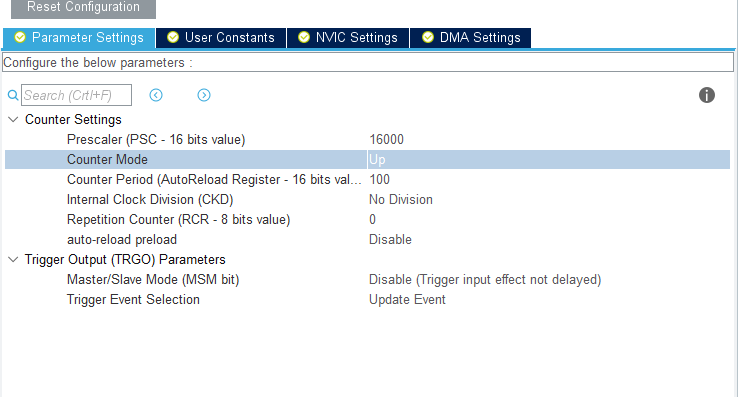 Reset Configuration
Parameter Settings User Constants NVIC Settings DMA Settings
Configure the below parameters :
Search (Crtl+F)
Counter Settings
Prescaler (PSC - 16 bits value) 16000
Counter Mode Up
Counter Period (AutoReload Register - 16 bits val... 100
Internal Clock Division (CKD) No Division
Repetition Counter (RCR - 8 bits value) 0
auto-reload preload Disable
Trigger Output (TRGO) Parameters
Master/Slave Mode (MSM bit) Disable (Trigger input effect not delayed)
Trigger Event Selection Update Event